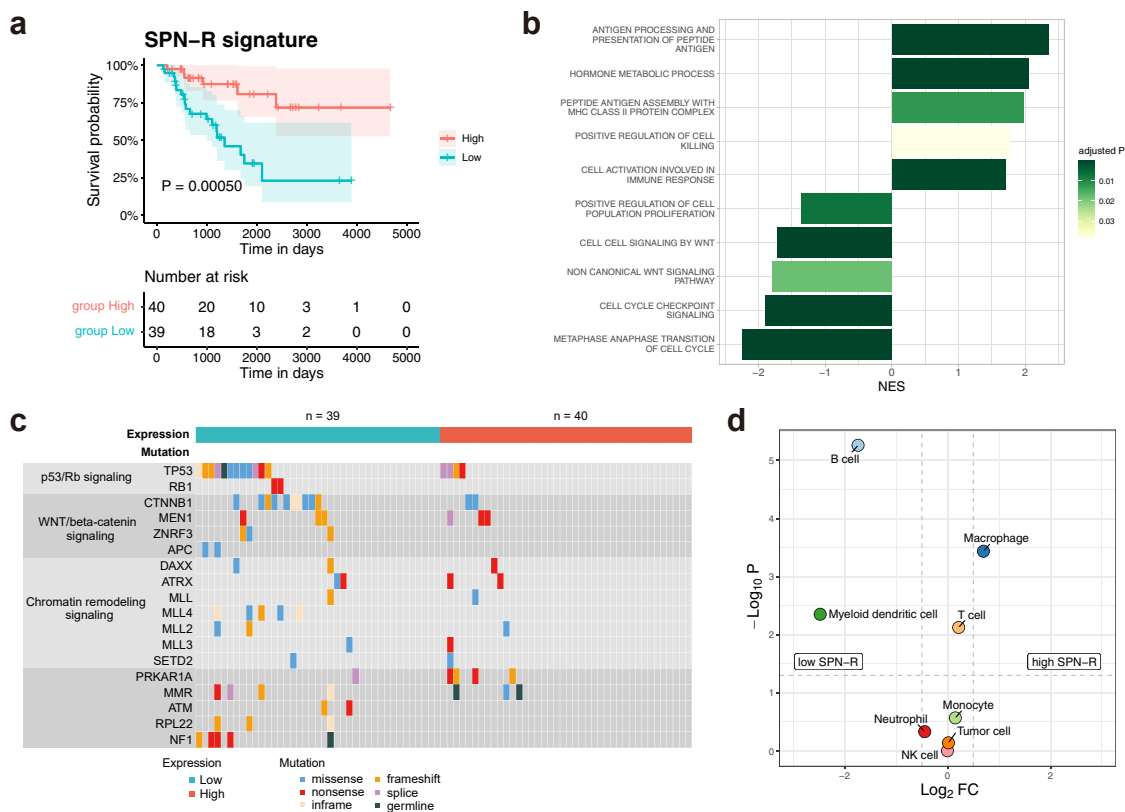 a
SPN−R signature
Survival probability
100%
75%
50%
25%
0%
P = 0.00050
0 1000 2000 3000 4000 5000
Time in days
High
Low
Number at risk
group High 40 20 10 3 1 0
group Low 39 18 3 2 0 0
0 1000 2000 3000 4000 5000
Time in days
b
ANTIGEN PROCESSING AND
PRESENTATION OF PEPTIDE
ANTIGEN
HORMONE METABOLIC PROCESS
PEPTIDE ANTIGEN ASSEMBLY WITH
MHC CLASS II PROTEIN COMPLEX
POSITIVE REGULATION OF CELL
KILLING
CELL ACTIVATION INVOLVED IN
IMMUNE RESPONSE
POSITIVE REGULATION OF CELL
POPULATION PROLIFERATION
CELL CELL SIGNALING BY WNT
NON CANONICAL WNT SIGNALING
PATHWAY
CELL CYCLE CHECKPOINT
SIGNALING
METAPHASE ANAPHASE TRANSITION
OF CELL CYCLE
−2 −1 0 1 2
NES
adjusted P
0.01
0.02
0.03
c
n = 39 n = 40
Expression
Mutation
p53/Rb signaling
TP53
RB1
WNT/beta-catenin
signaling
CTNNB1
MEN1
ZNRF3
APC
Chromatin remodeling
signaling
DAXX
ATRX
MLL
MLL4
MLL2
MLL3
SETD2
PRKAR1A
MMR
ATM
RPL22
NF1
Expression
Low
High
Mutation
missense
nonsense
inframe
frameshift
splice
germline
d
−Log10 P
5
4
3
2
1
0
B cell
Macrophage
Myeloid dendritic cell
T cell
low SPN−R
high SPN−R
Monocyte
Neutrophil
Tumor cell
NK cell
−2 0 2
Log2 FC